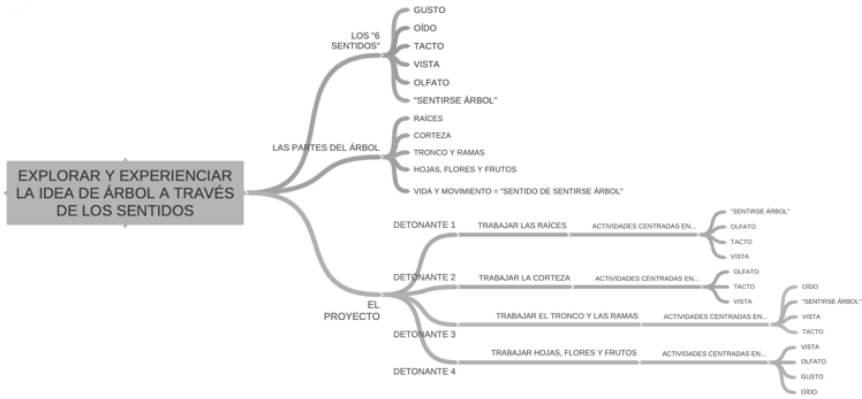 EXPLORAR Y EXPERIENCIAR
LA IDEA DE ÁRBOL A TRAVÉS
DE LOS SENTIDOS
LOS "6
SENTIDOS"
GUSTO
OÍDO
TACTO
VISTA
OLFATO
"SENTIRSE ÁRBOL"
LAS PARTES DEL ÁRBOL
RAÍCES
CORTEZA
TRONCO Y RAMAS
HOJAS, FLORES Y FRUTOS
VIDA Y MOVIMIENTO = "SENTIDO DE SENTIRSE ÁRBOL"
EL
PROYECTO
DETONANTE 1
TRABAJAR LAS RAÍCES
ACTIVIDADES CENTRADAS EN...
"SENTIRSE ÁRBOL"
OLFATO
TACTO
VISTA
DETONANTE 2
TRABAJAR LA CORTEZA
ACTIVIDADES CENTRADAS EN...
OLFATO
TACTO
VISTA
DETONANTE 3
TRABAJAR EL TRONCO Y LAS RAMAS
ACTIVIDADES CENTRADAS EN...
OÍDO
"SENTIRSE ÁRBOL"
VISTA
TACTO
DETONANTE 4
TRABAJAR HOJAS, FLORES Y FRUTOS
ACTIVIDADES CENTRADAS EN...
VISTA
OLFATO
GUSTO
OÍDO